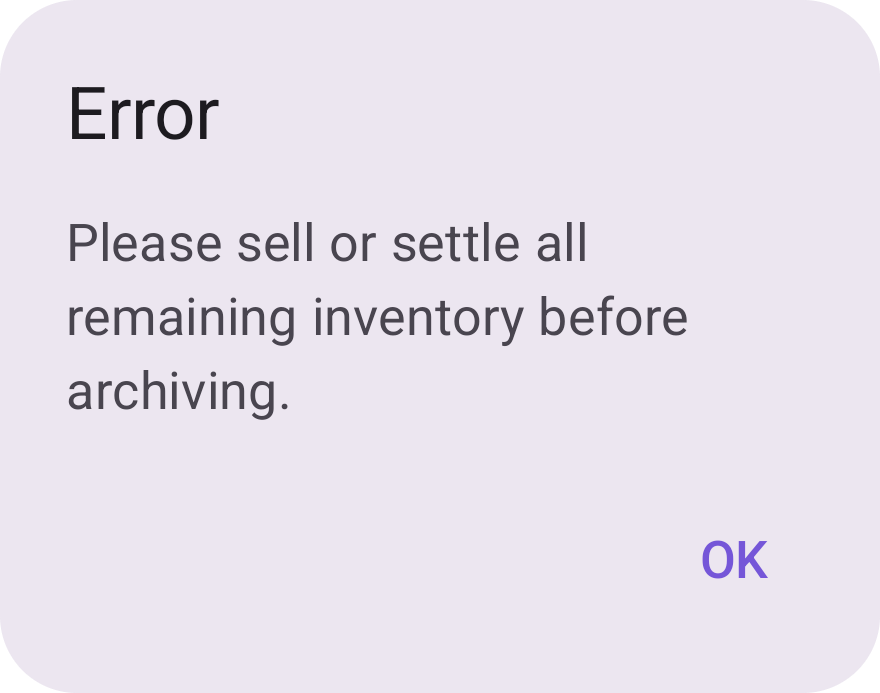 Error
Please sell or settle all
remaining inventory before
archiving.
OK